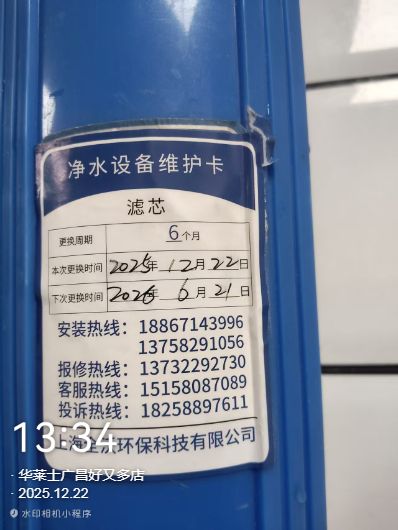 净水设备维护卡
滤芯
更换周期 6个月
本次更换时间 2025年12月22日
下次更换时间 2026年6月21日
安装热线：18867143996
13758291056
报修热线：13732292730
客服热线：15158087089
投诉热线：18258897611
13:34
上海 环保科技有限公司
·华莱士广昌好又多店
·2025.12.22
水印相机小程序